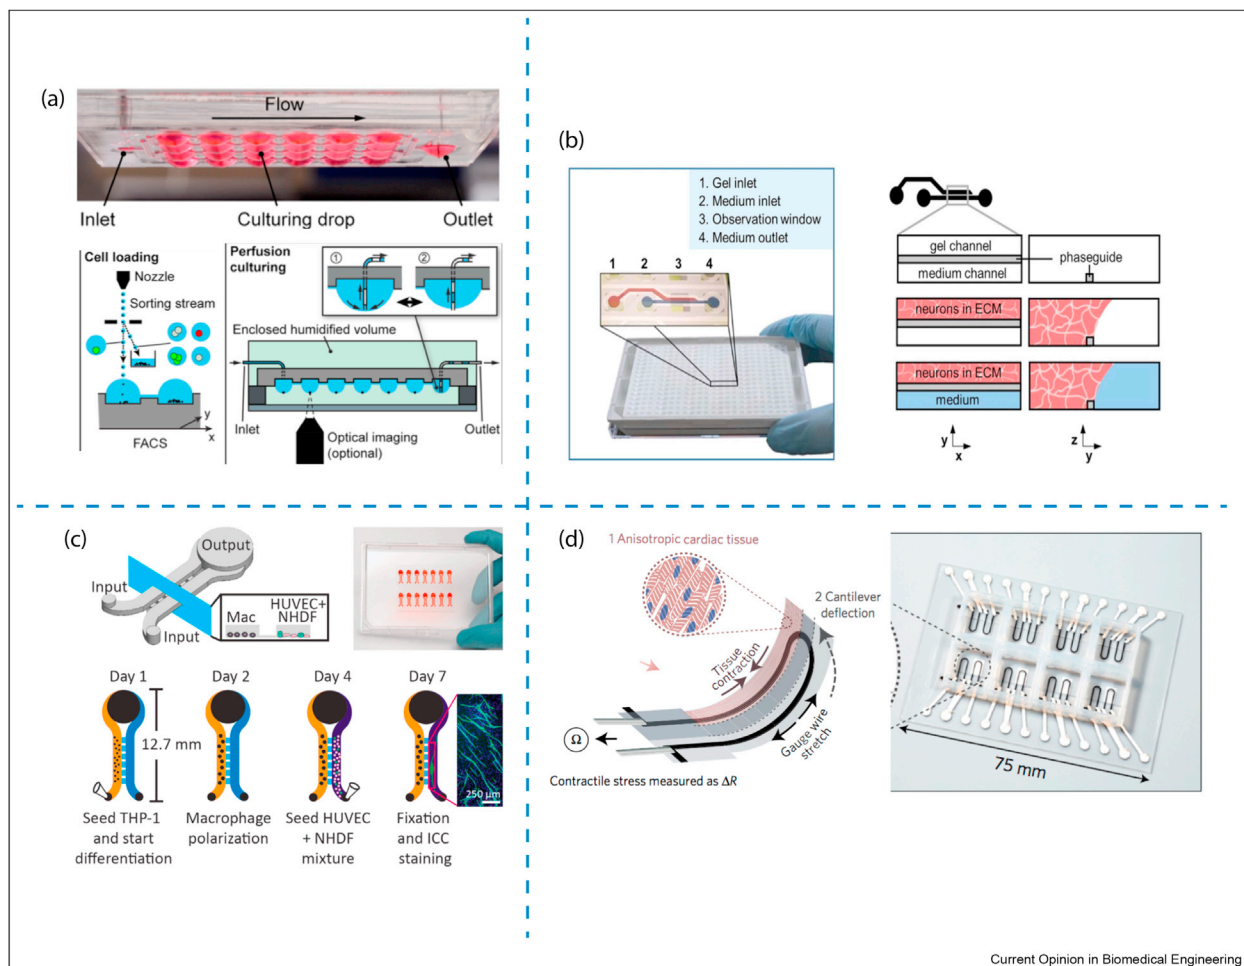 (a)
Flow
Inlet
Culturing drop
Outlet
Cell loading
Nozzle
Sorting stream
FACS
y
x
Perfusion
culturing
1
2
Enclosed humidified volume
Inlet
Outlet
Optical imaging
(optional)
(b)
1. Gel inlet
2. Medium inlet
3. Observation window
4. Medium outlet
1 2 3 4
gel channel
medium channel
phaseguide
neurons in ECM
neurons in ECM
medium
y
x
z
y
(c)
Output
Input
Input
Mac
HUVEC+
NHDF
Day 1
Day 2
Day 4
Day 7
12.7 mm
250 µm
Seed THP-1
and start
differentiation
Macrophage
polarization
Seed HUVEC
+ NHDF
mixture
Fixation
and ICC
staining
(d)
1 Anisotropic cardiac tissue
2 Cantilever
deflection
Tissue
contraction
Gauge wire
stretch
Ω
Contractile stress measured as ΔR
75 mm
Current Opinion in Biomedical Engineering